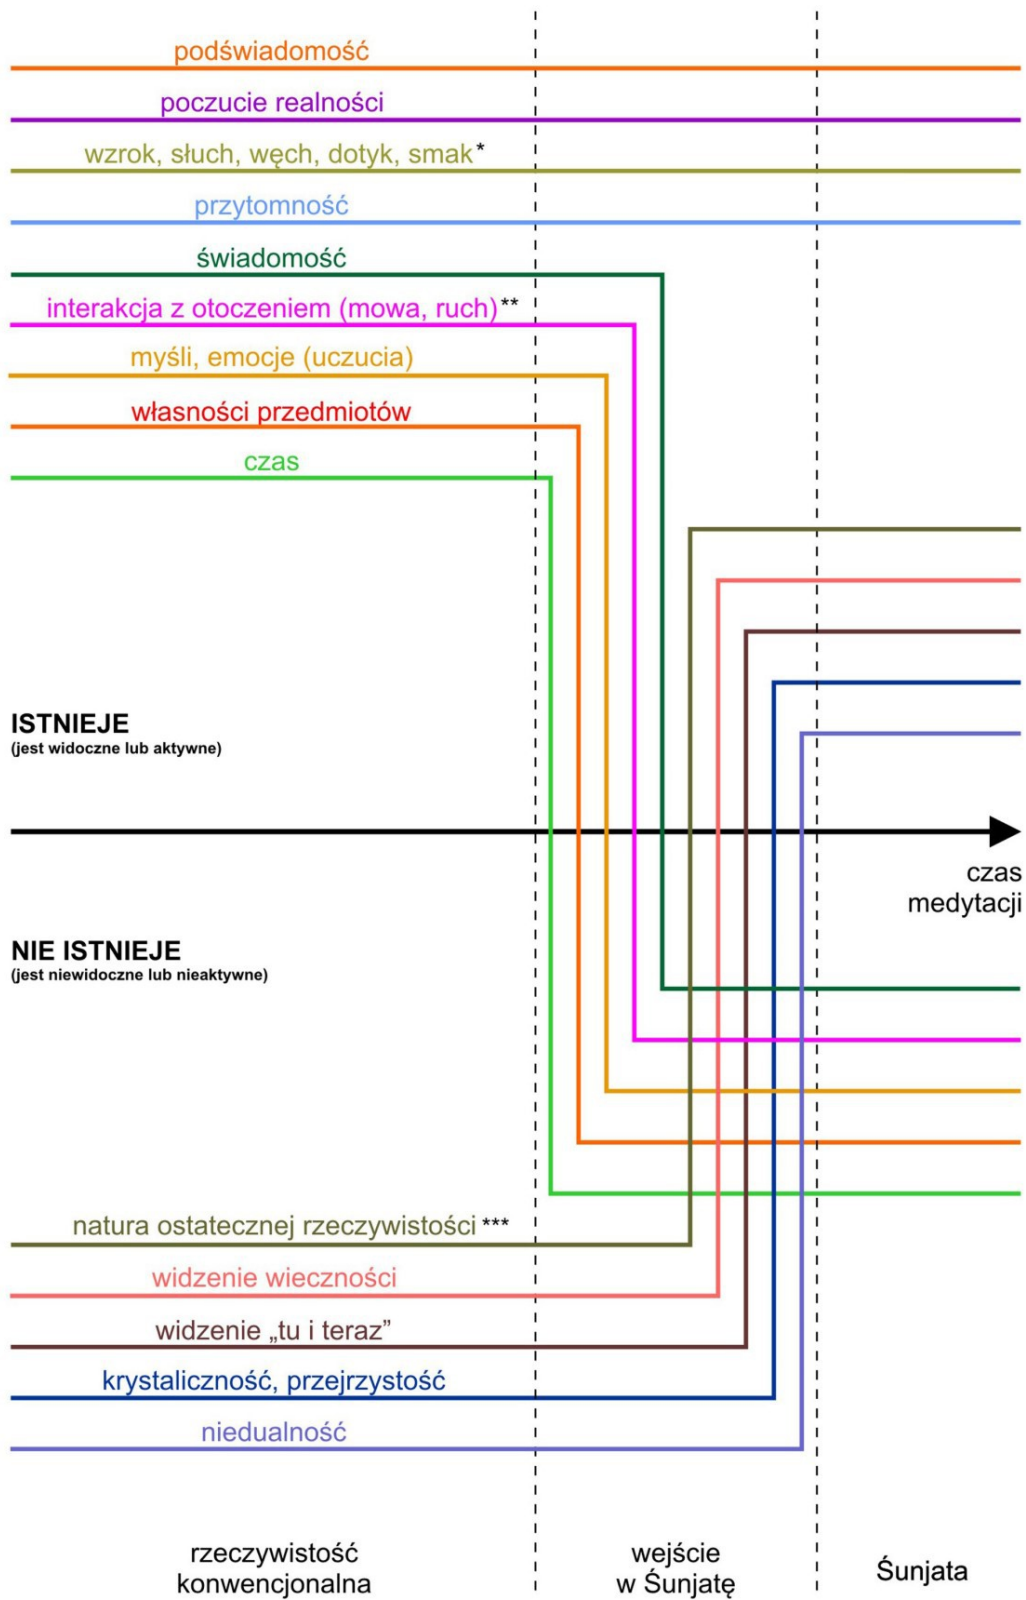 podświadomość
poczucie realności
wzrok, słuch, węch, dotyk, smak*
przytomność
świadomość
interakcja z otoczeniem (mowa, ruch)**
myśli, emocje (uczucia)
własności przedmiotów
czas
ISTNIEJE
(jest widoczne lub aktywne)
czas
medytacji
NIE ISTNIEJE
(jest niewidoczne lub nieaktywne)
natura ostatecznej rzeczywistości***
widzenie wieczności
widzenie „tu i teraz”
krystaliczność, przejrzystość
niedualność
rzeczywistość
konwencjonalna
wejście
w Śunjatę
Śunjata